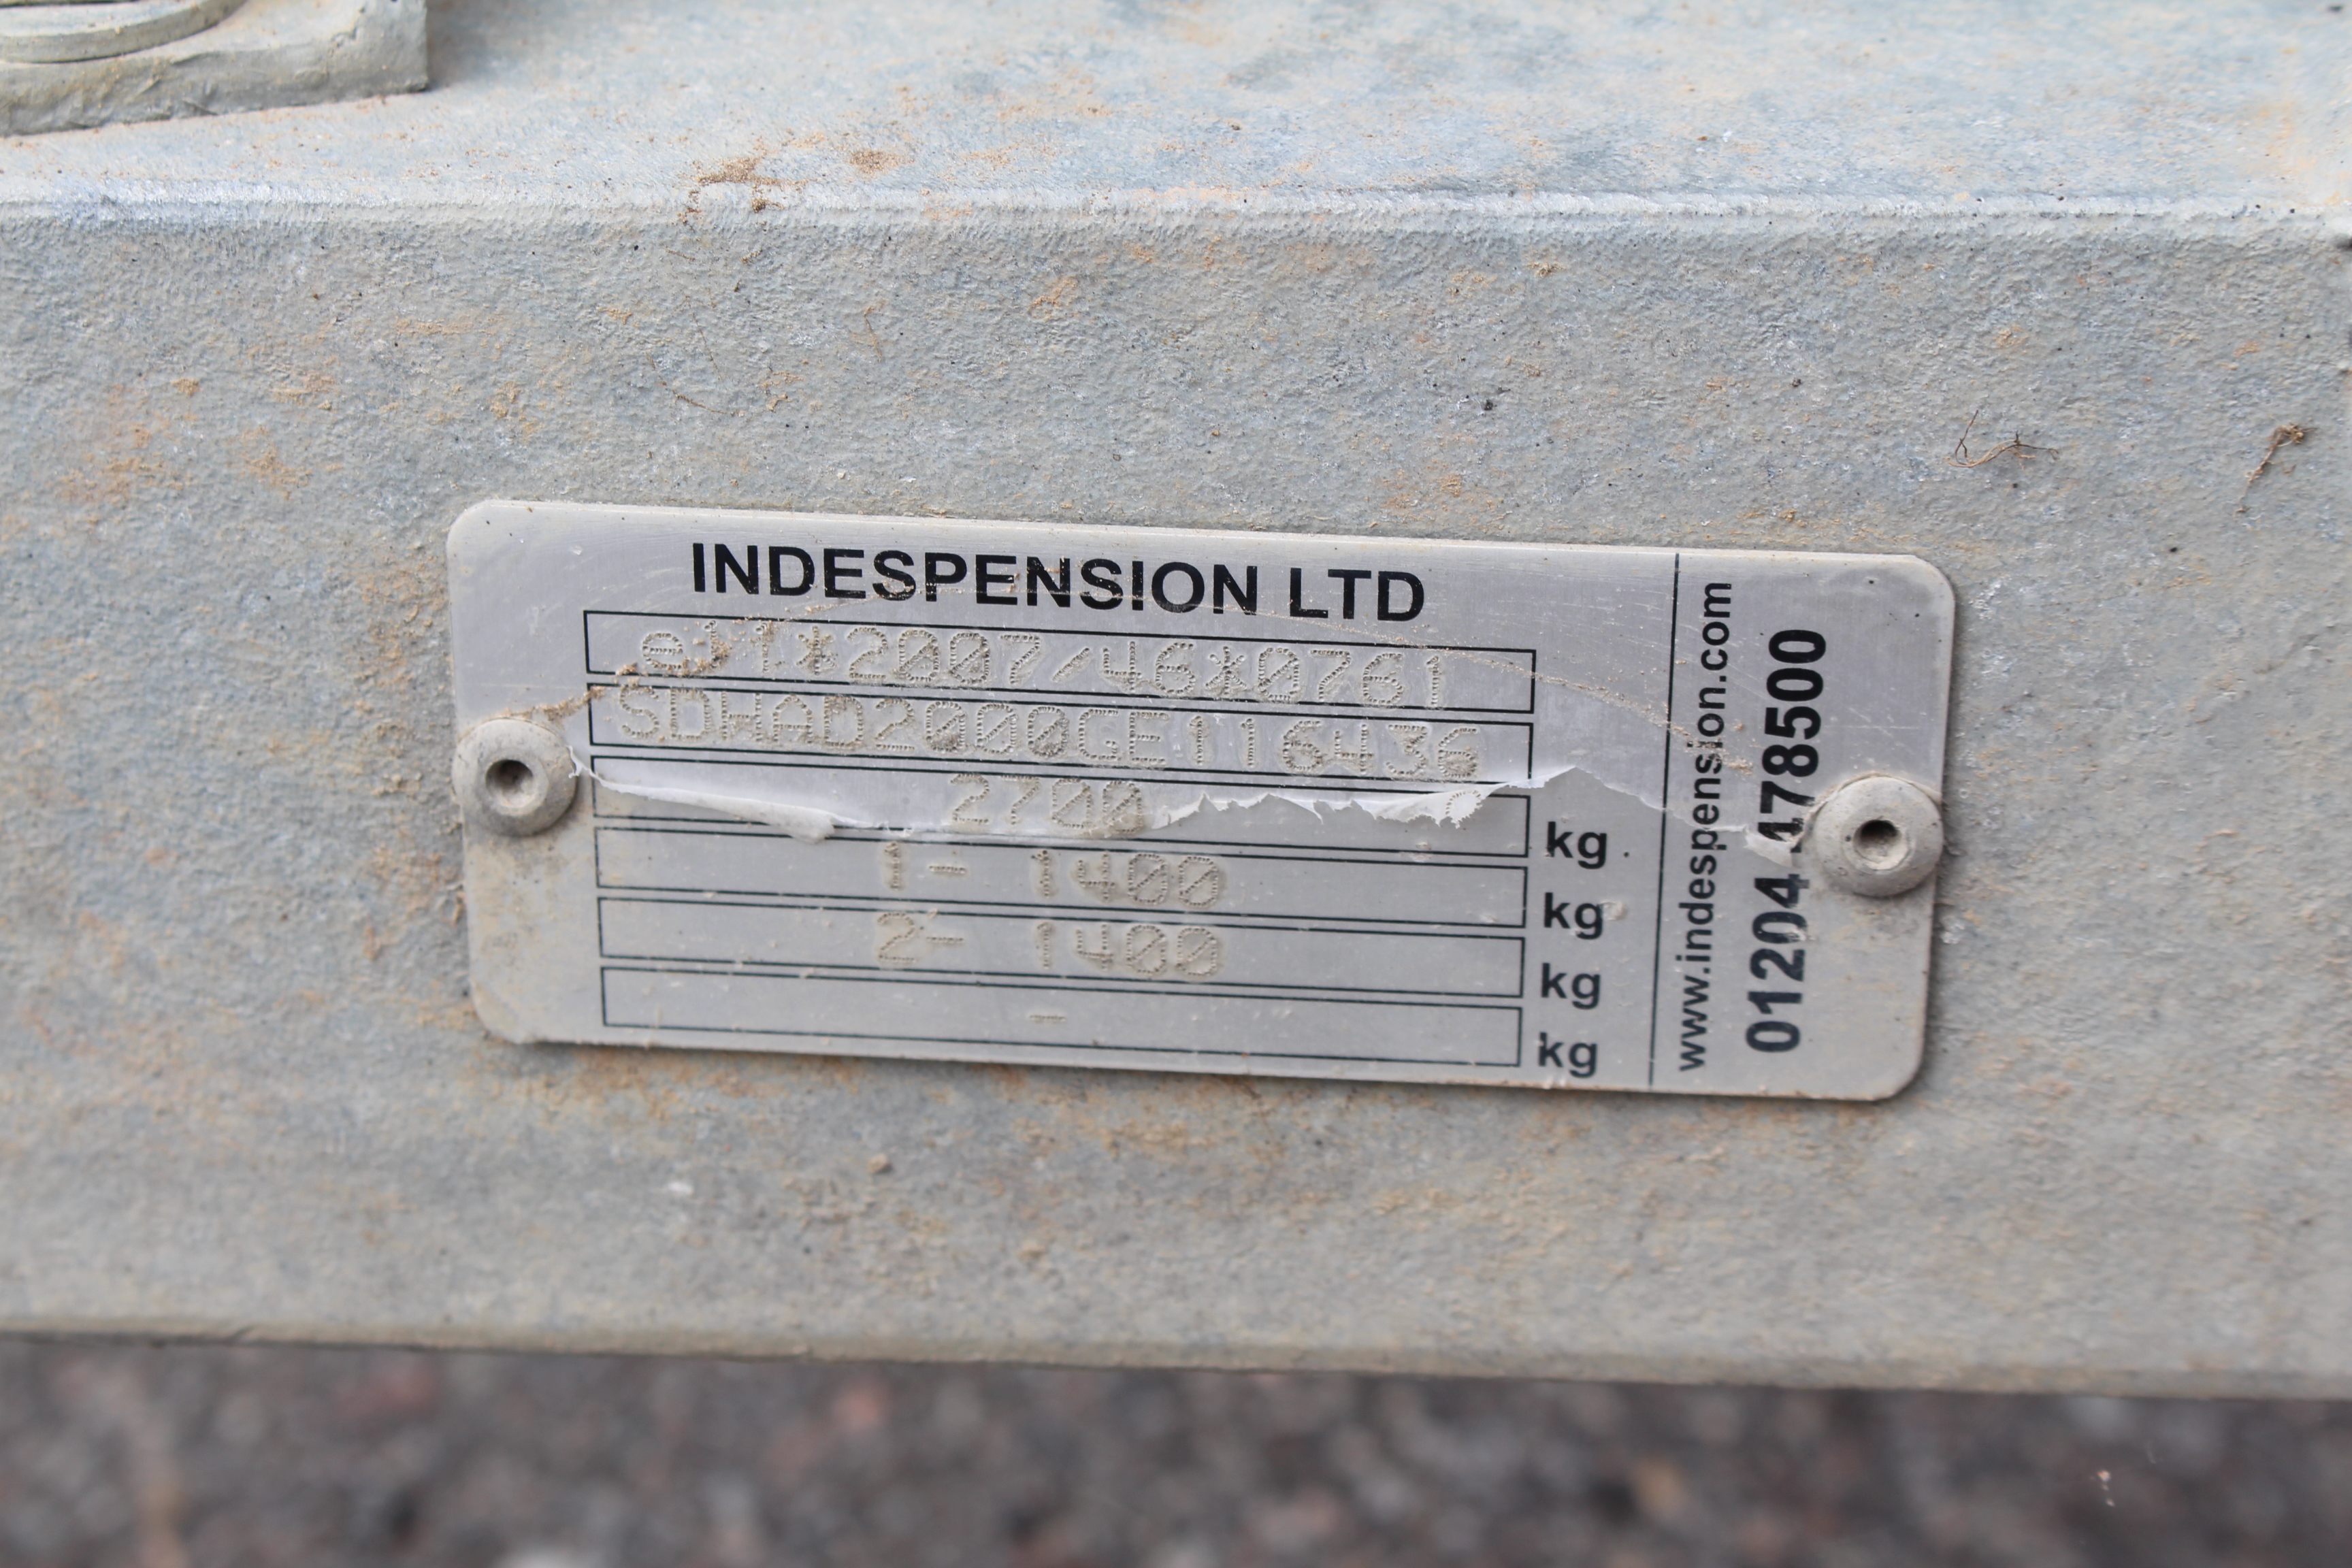 INDESPENSION LTD
e11*2007/46*0761
SDHAD2000GE116436
2700 kg
1- 1400 kg
2- 1400 kg
- kg
www.indespension.com
01204 478500